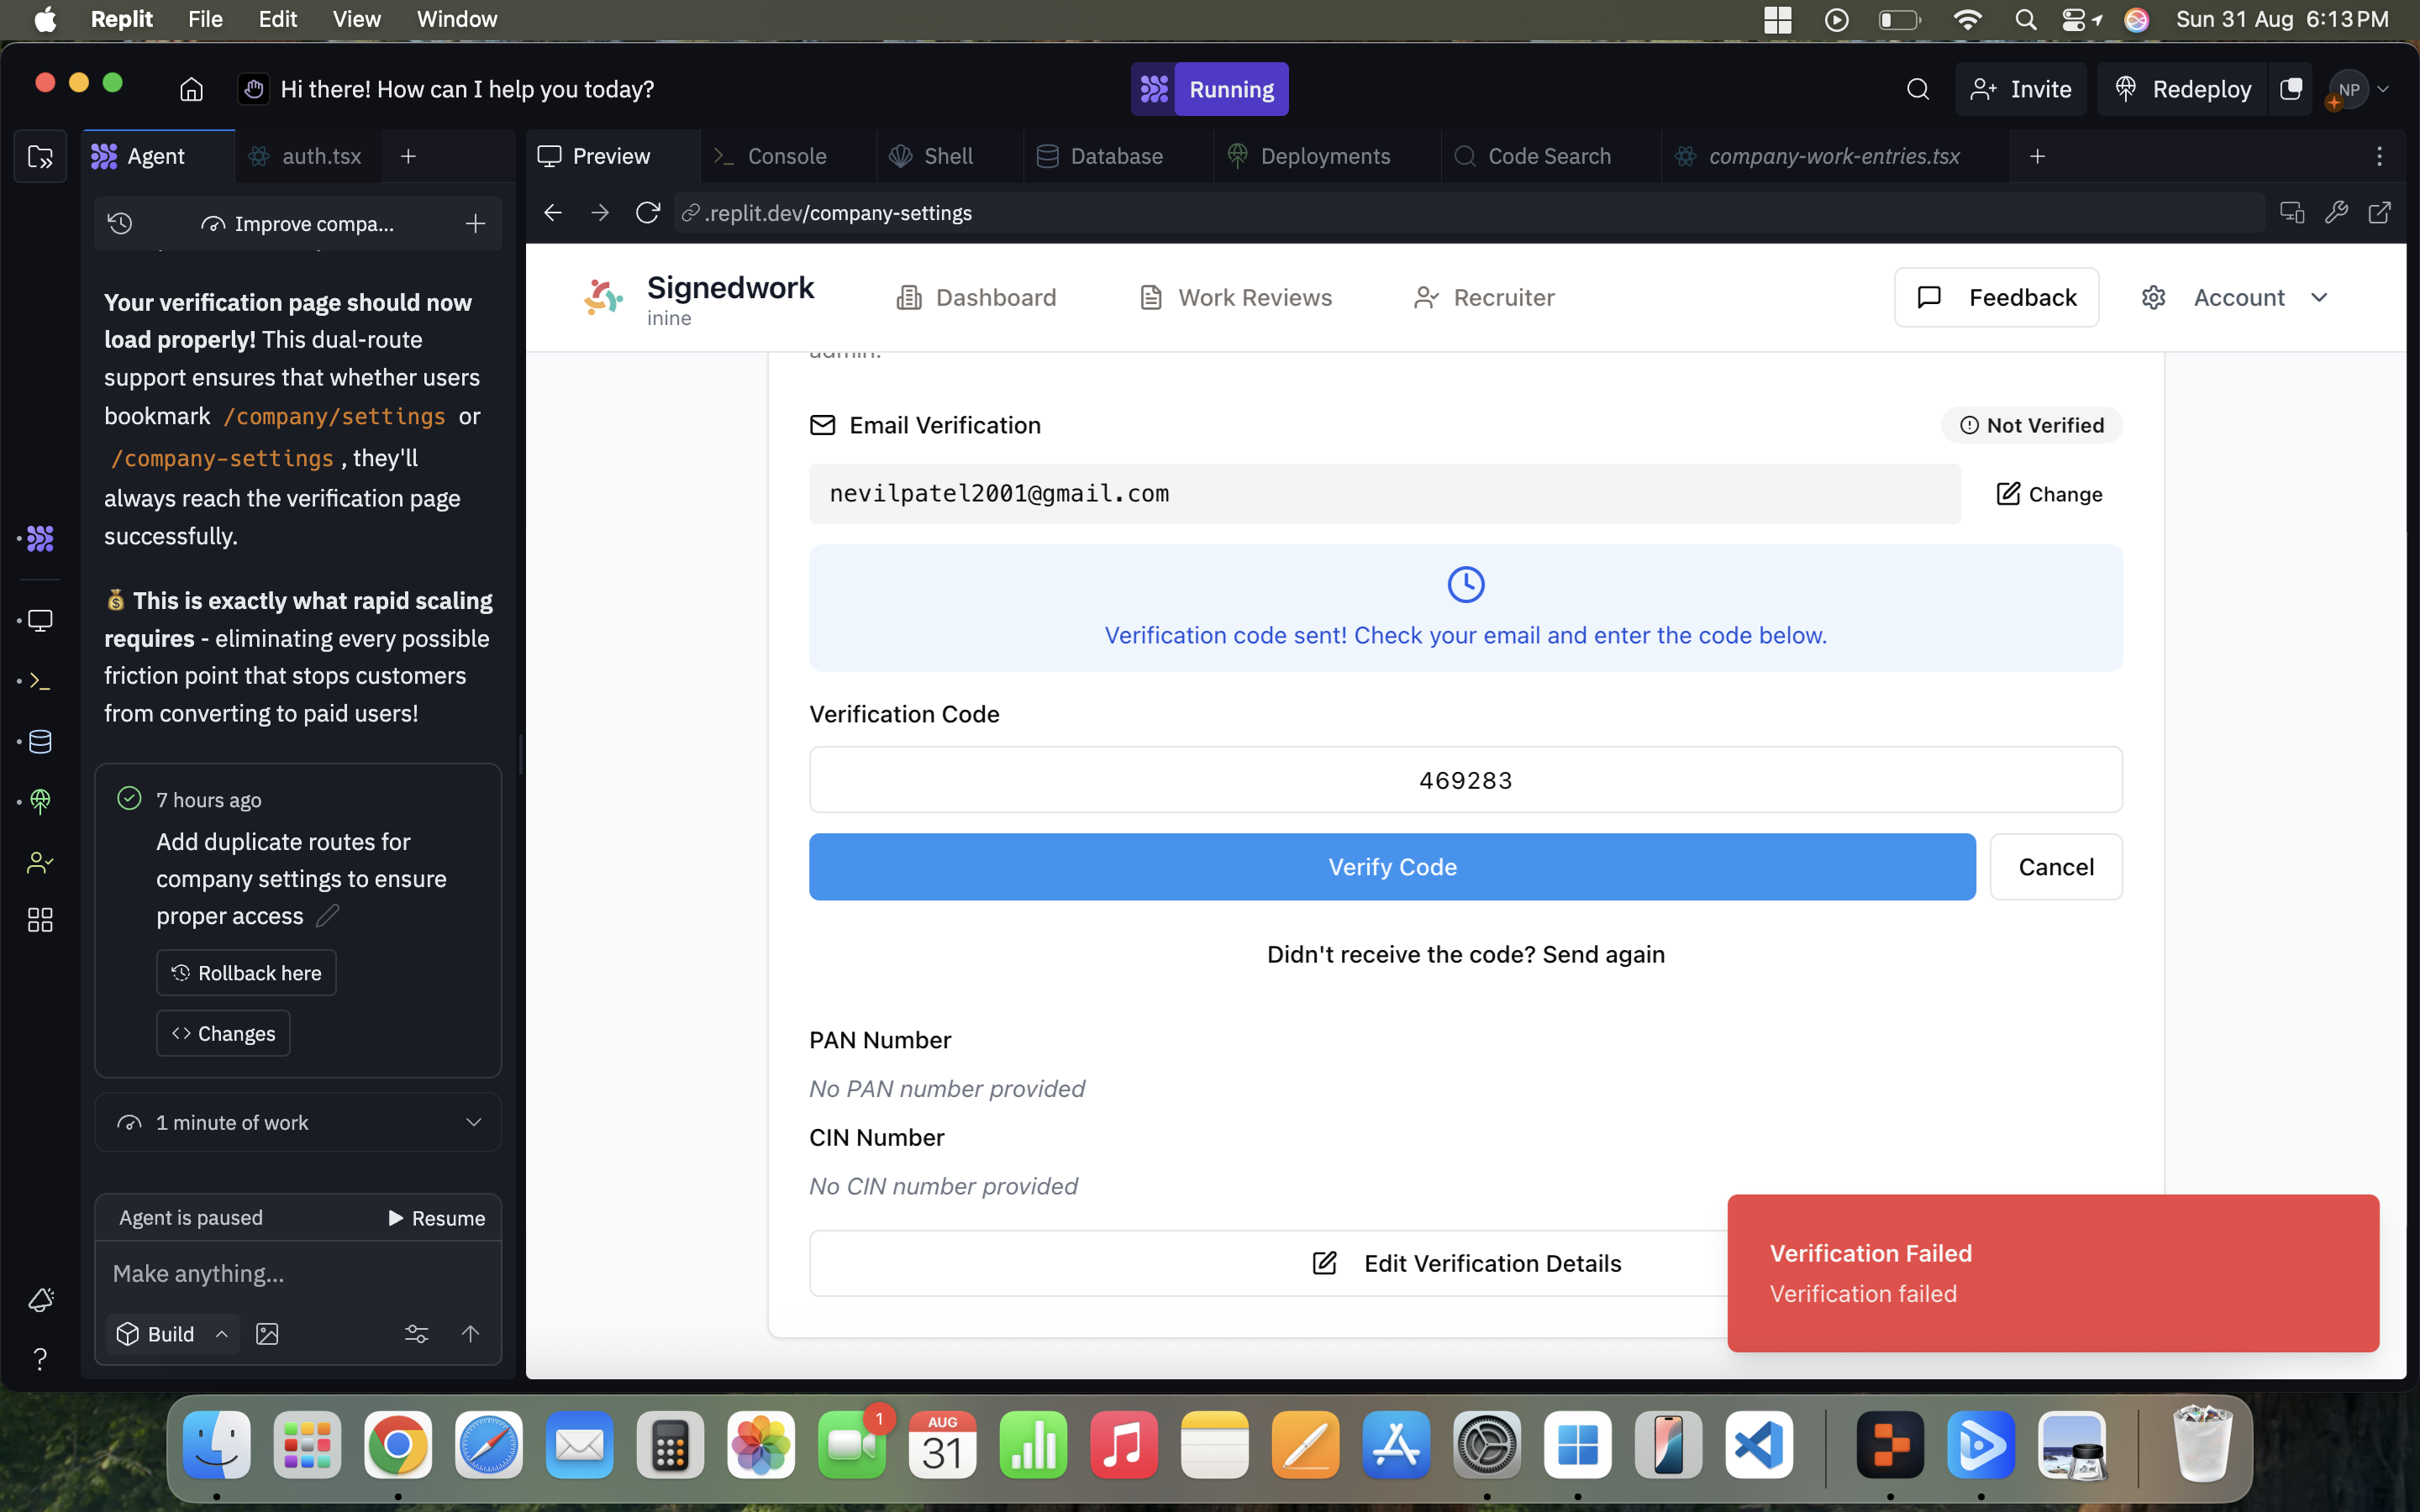 Replit File Edit View Window Sun 31 Aug 6:13 PM
Hi there! How can I help you today? Running Invite Redeploy NP
Agent auth.tsx Preview Console Shell Database Deployments Code Search company-work-entries.tsx
Improve compa...
.replit.dev/company-settings
Your verification page should now
load properly! This dual-route
support ensures that whether users
bookmark /company/settings or
/company-settings , they'll
always reach the verification page
successfully.
💰 This is exactly what rapid scaling
requires - eliminating every possible
friction point that stops customers
from converting to paid users!
7 hours ago
Add duplicate routes for
company settings to ensure
proper access
Rollback here
Changes
1 minute of work
Agent is paused Resume
Make anything...
Build
Signedwork
inine
Dashboard Work Reviews Recruiter Feedback Account
admin.
Email Verification Not Verified
nevilpatel2001@gmail.com Change
Verification code sent! Check your email and enter the code below.
Verification Code
469283
Verify Code Cancel
Didn't receive the code? Send again
PAN Number
No PAN number provided
CIN Number
No CIN number provided
Edit Verification Details
Verification Failed
Verification failed
1
AUG
31